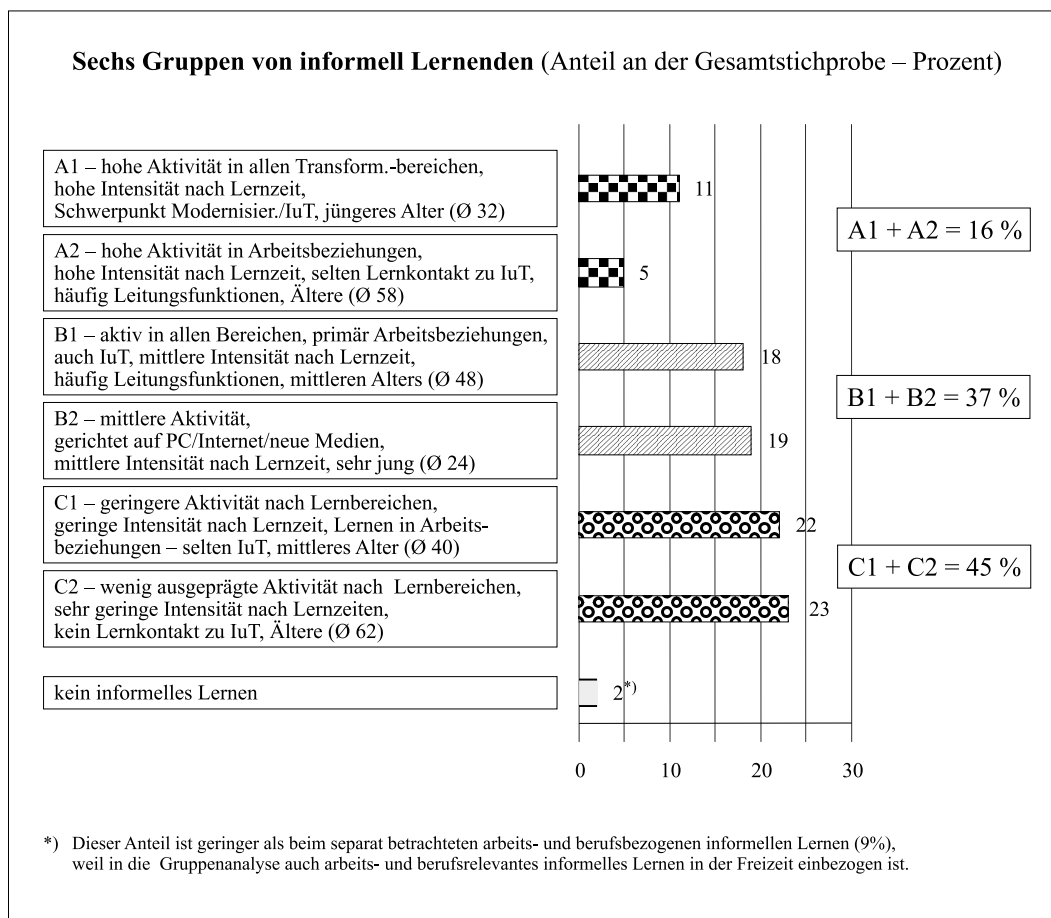 Sechs Gruppen von informell Lernenden (Anteil an der Gesamtstichprobe – Prozent)
A1 – hohe Aktivität in allen Transform.-bereichen,
hohe Intensität nach Lernzeit,
Schwerpunkt Modernisier./IuT, jüngeres Alter (Ø 32)
11
A2 – hohe Aktivität in Arbeitsbeziehungen,
hohe Intensität nach Lernzeit, selten Lernkontakt zu IuT,
häufig Leitungsfunktionen, Ältere (Ø 58)
5
A1 + A2 = 16 %
B1 – aktiv in allen Bereichen, primär Arbeitsbeziehungen,
auch IuT, mittlere Intensität nach Lernzeit,
häufig Leitungsfunktionen, mittleren Alters (Ø 48)
18
B2 – mittlere Aktivität,
gerichtet auf PC/Internet/neue Medien,
mittlere Intensität nach Lernzeit, sehr jung (Ø 24)
19
B1 + B2 = 37 %
C1 – geringere Aktivität nach Lernbereichen,
geringe Intensität nach Lernzeit, Lernen in Arbeits-
beziehungen – selten IuT, mittleres Alter (Ø 40)
22
C2 – wenig ausgeprägte Aktivität nach Lernbereichen,
sehr geringe Intensität nach Lernzeiten,
kein Lernkontakt zu IuT, Ältere (Ø 62)
23
C1 + C2 = 45 %
kein informelles Lernen
2*)
0 10 20 30
*) Dieser Anteil ist geringer als beim separat betrachteten arbeits- und berufsbezogenen informellen Lernen (9%),
weil in die Gruppenanalyse auch arbeits- und berufsrelevantes informelles Lernen in der Freizeit einbezogen ist.